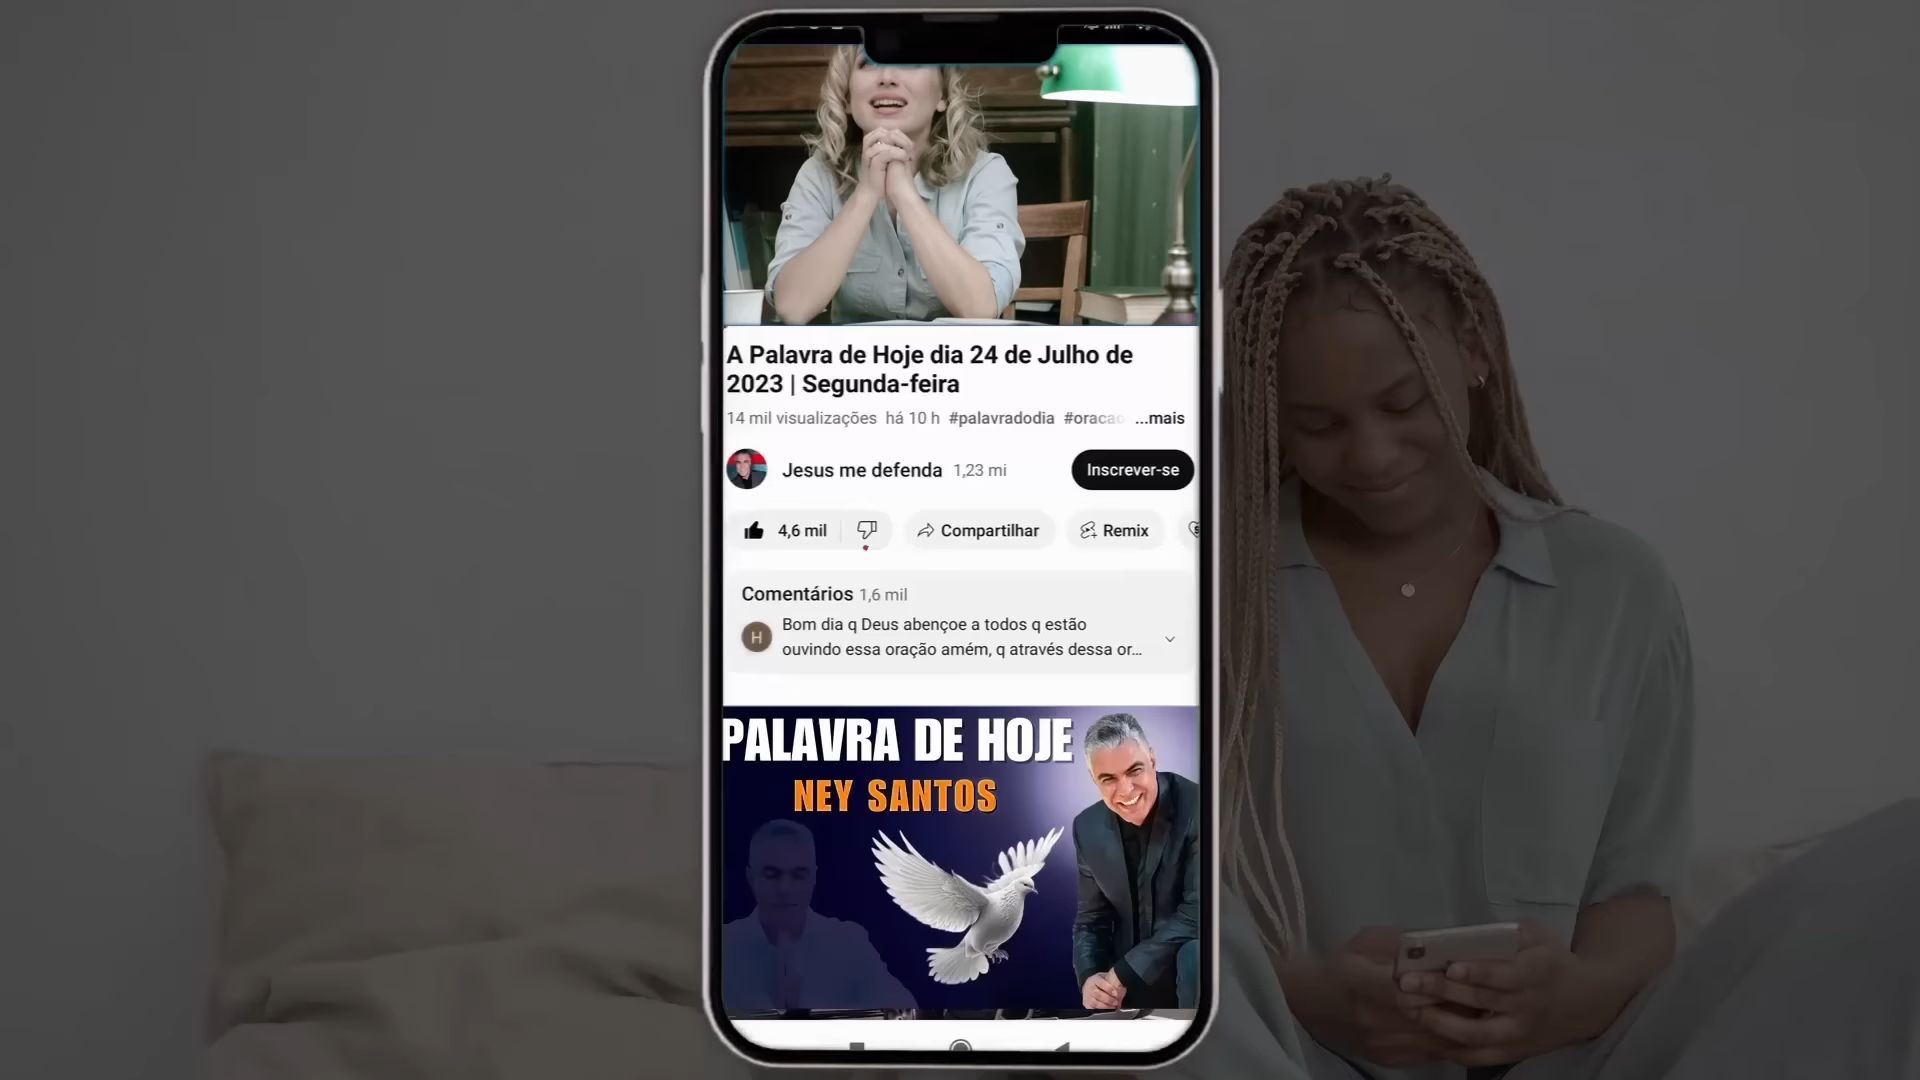 A Palavra de Hoje dia 24 de Julho de
2023 | Segunda-feira
14 mil visualizações há 10 h #palavradodia #oracao ...mais
Jesus me defenda 1,23 mi
Inscrever-se
4,6 mil
Compartilhar
Remix
Comentários 1,6 mil
H
Bom dia q Deus abençoe a todos q estão
ouvindo essa oração amém, q através dessa or...
PALAVRA DE HOJE
NEY SANTOS